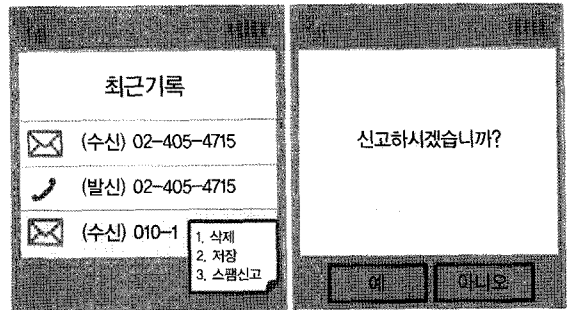 최근기록
(수신) 02-405-4715
(발신) 02-405-4715
(수신) 010-1
1. 삭제
2. 저장
3. 스팸신고
신고하시겠습니까?
예
아니오